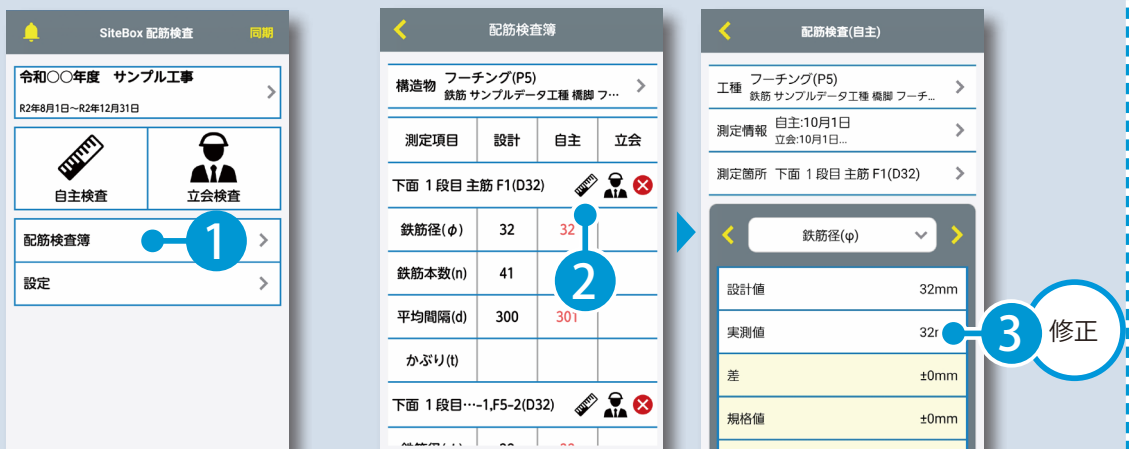 SiteBox 配筋検査
同期
令和〇〇年度　サンプル工事
R2年8月1日～R2年12月31日
自主検査
立会検査
配筋検査簿
1
設定
配筋検査簿
構造物
フーチング(P5)
鉄筋 サンプルデータ工種 橋脚 フ…
測定項目 設計 自主 立会
下面 1段目 主筋 F1(D32)
鉄筋径(φ) 32 32
鉄筋本数(n) 41
2
平均間隔(d) 300 301
かぶり(t)
下面 1段目…-1,F5-2(D32)
配筋検査(自主)
工種
フーチング(P5)
鉄筋 サンプルデータ工種 橋脚 フーチ...
測定情報
自主:10月1日
立会:10月1日...
測定箇所 下面 1段目 主筋 F1(D32)
鉄筋径(φ)
設計値 32mm
実測値 32
3
修正
差 ±0mm
規格値 ±0mm